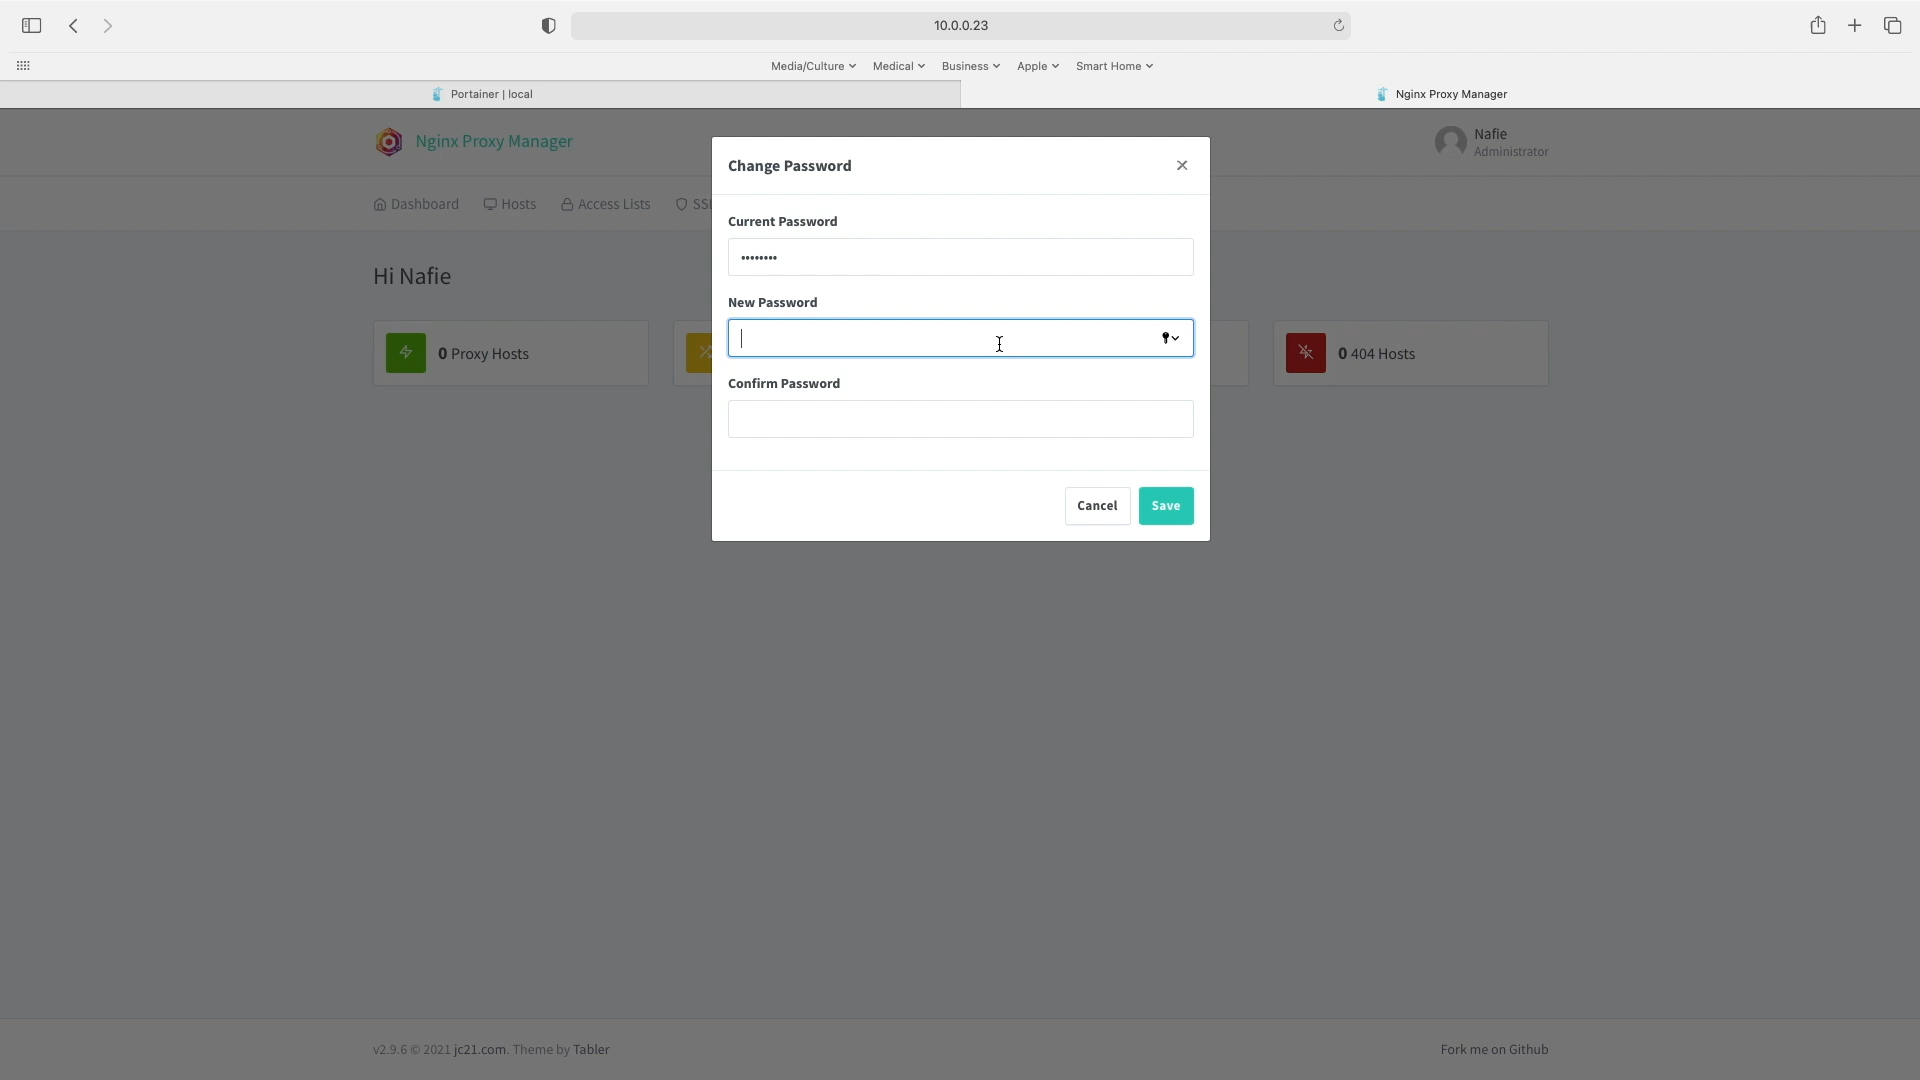 10.0.0.23
Media/Culture Medical Business Apple Smart Home
Portainer | local Nginx Proxy Manager
Nginx Proxy Manager
Nafie
Administrator
Dashboard Hosts Access Lists SSL
Hi Nafie
0 Proxy Hosts
0 404 Hosts
Change Password
Current Password
••••••••
New Password
Confirm Password
Cancel Save
v2.9.6 © 2021 jc21.com. Theme by Tabler Fork me on Github